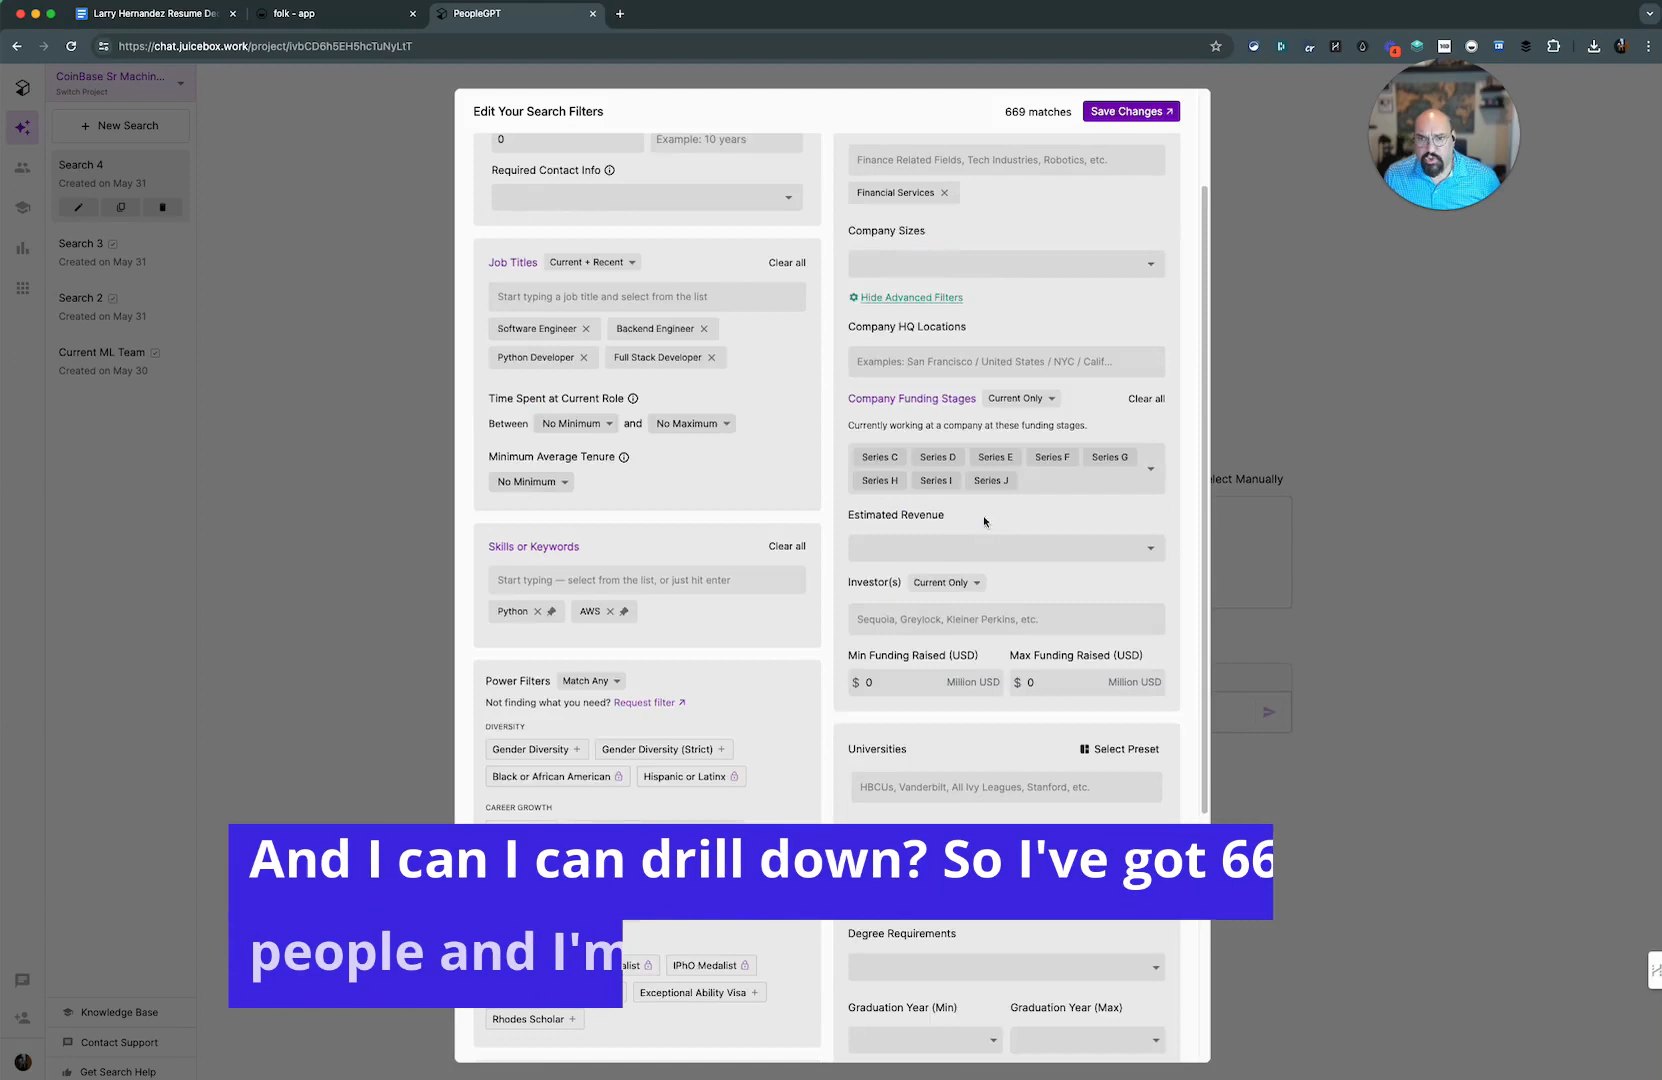 Larry Hernandez Resume De
folk - app
PeopleGPT
https://chat.juicebox.work/project/ivbCD6h5EH5hcTuNyLtT
CoinBase Sr Machin...
Switch Project
+ New Search
Search 4
Created on May 31
Search 3
Created on May 31
Search 2
Created on May 31
Current ML Team
Created on May 30
Knowledge Base
Contact Support
Get Search Help
Edit Your Search Filters
669 matches
Save Changes
0
Example: 10 years
Required Contact Info
Job Titles
Current + Recent
Clear all
Start typing a job title and select from the list
Software Engineer
Backend Engineer
Python Developer
Full Stack Developer
Time Spent at Current Role
Between
No Minimum
and
No Maximum
Minimum Average Tenure
No Minimum
Skills or Keywords
Clear all
Start typing — select from the list, or just hit enter
Python
AWS
Power Filters
Match Any
Not finding what you need? Request filter
DIVERSITY
Gender Diversity +
Gender Diversity (Strict) +
Black or African American
Hispanic or Latinx
CAREER GROWTH
alist
IPhO Medalist
Exceptional Ability Visa +
Rhodes Scholar +
Finance Related Fields, Tech Industries, Robotics, etc.
Financial Services
Company Sizes
Hide Advanced Filters
Company HQ Locations
Examples: San Francisco / United States / NYC / Calif...
Company Funding Stages
Current Only
Clear all
Currently working at a company at these funding stages.
Series C
Series D
Series E
Series F
Series G
Series H
Series I
Series J
Estimated Revenue
Investor(s)
Current Only
Sequoia, Greylock, Kleiner Perkins, etc.
Min Funding Raised (USD)
Max Funding Raised (USD)
$ 0
Million USD
$ 0
Million USD
Universities
Select Preset
HBCUs, Vanderbilt, All Ivy Leagues, Stanford, etc.
Degree Requirements
Graduation Year (Min)
Graduation Year (Max)
elect Manually
And I can I can drill down? So I've got 66
people and I'm